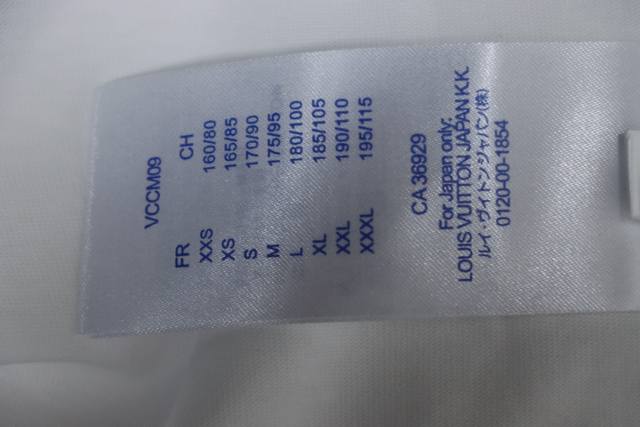 VCCM09
FR CH
XXS 160/80
XS 165/85
S 170/90
M 175/95
L 180/100
XL 185/105
XXL 190/110
XXXL 195/115
CA 36929
For Japan only:
LOUIS VUITTON JAPAN K.K.
ルイ・ヴィトンジャパン(株)
0120-00-1854